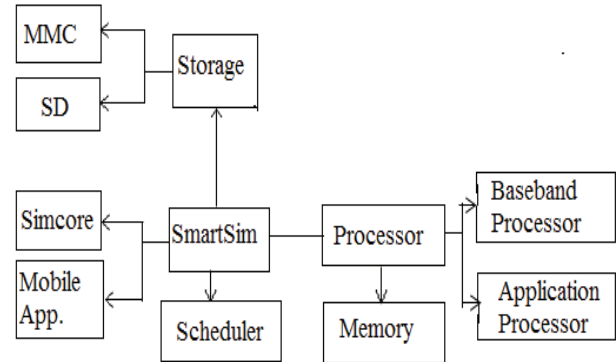 MMC
Storage
SD
Simcore
SmartSim
Processor
Baseband
Processor
Mobile
App.
Scheduler
Memory
Application
Processor